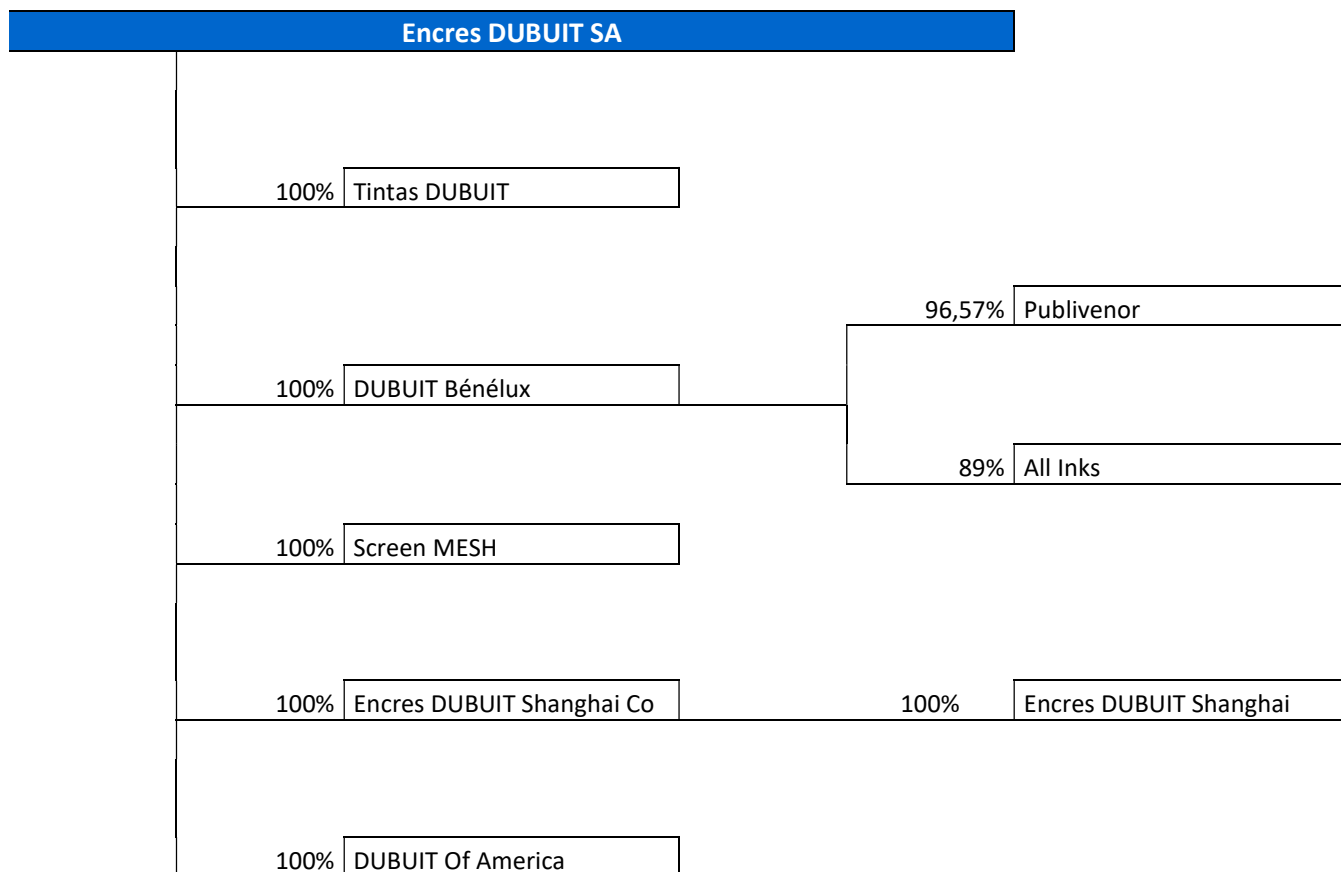 Encres DUBUIT SA
100% Tintas DUBUIT
96,57% Publivenor
100% DUBUIT Bénélux
89% All Inks
100% Screen MESH
100% Encres DUBUIT Shanghai Co 100% Encres DUBUIT Shanghai
100% DUBUIT Of America